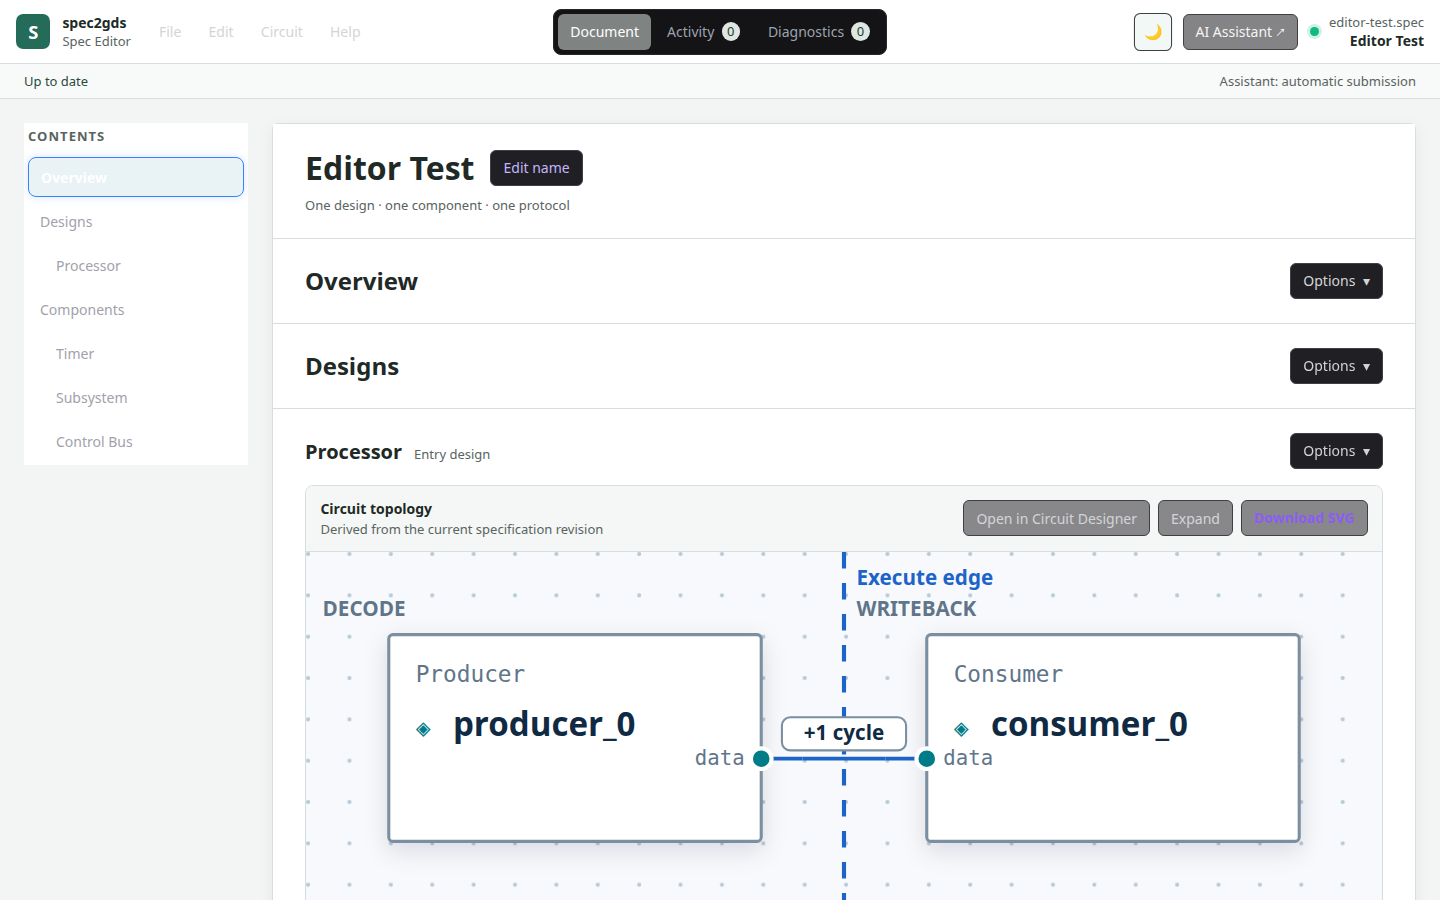 S
spec2gds
Spec Editor
File
Edit
Circuit
Help
Document
Activity 0
Diagnostics 0
AI Assistant ↗
editor-test.spec
Editor Test
Up to date
Assistant: automatic submission
CONTENTS
Overview
Designs
Processor
Components
Timer
Subsystem
Control Bus
Editor Test
Edit name
One design · one component · one protocol
Overview
Options ▾
Designs
Options ▾
Processor
Entry design
Options ▾
Circuit topology
Derived from the current specification revision
Open in Circuit Designer
Expand
Download SVG
Execute edge
DECODE
WRITEBACK
Producer
producer_0
data
+1 cycle
Consumer
consumer_0
data